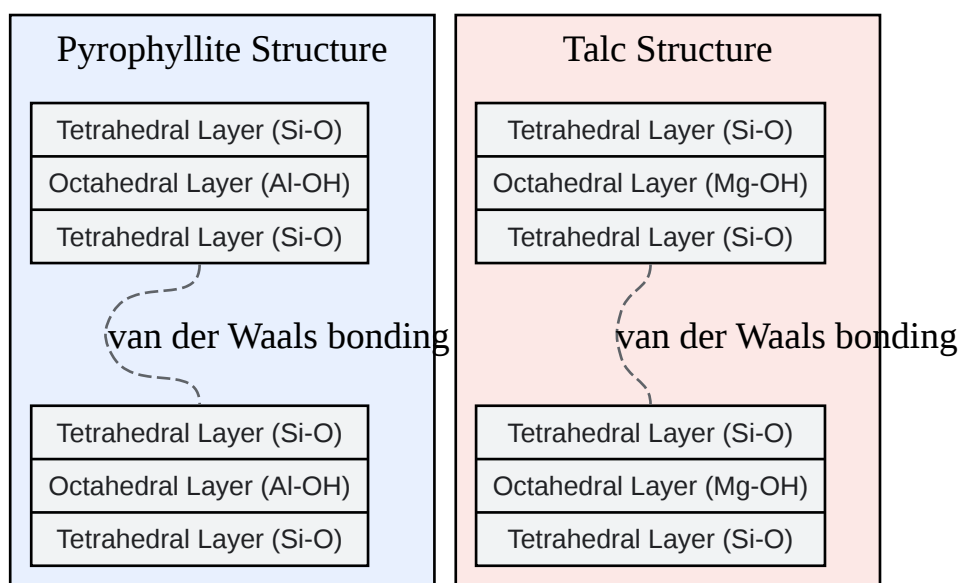 Pyrophyllite Structure
Tetrahedral Layer (Si-O)
Octahedral Layer (Al-OH)
Tetrahedral Layer (Si-O)
van der Waals bonding
Tetrahedral Layer (Si-O)
Octahedral Layer (Al-OH)
Tetrahedral Layer (Si-O)
Talc Structure
Tetrahedral Layer (Si-O)
Octahedral Layer (Mg-OH)
Tetrahedral Layer (Si-O)
van der Waals bonding
Tetrahedral Layer (Si-O)
Octahedral Layer (Mg-OH)
Tetrahedral Layer (Si-O)